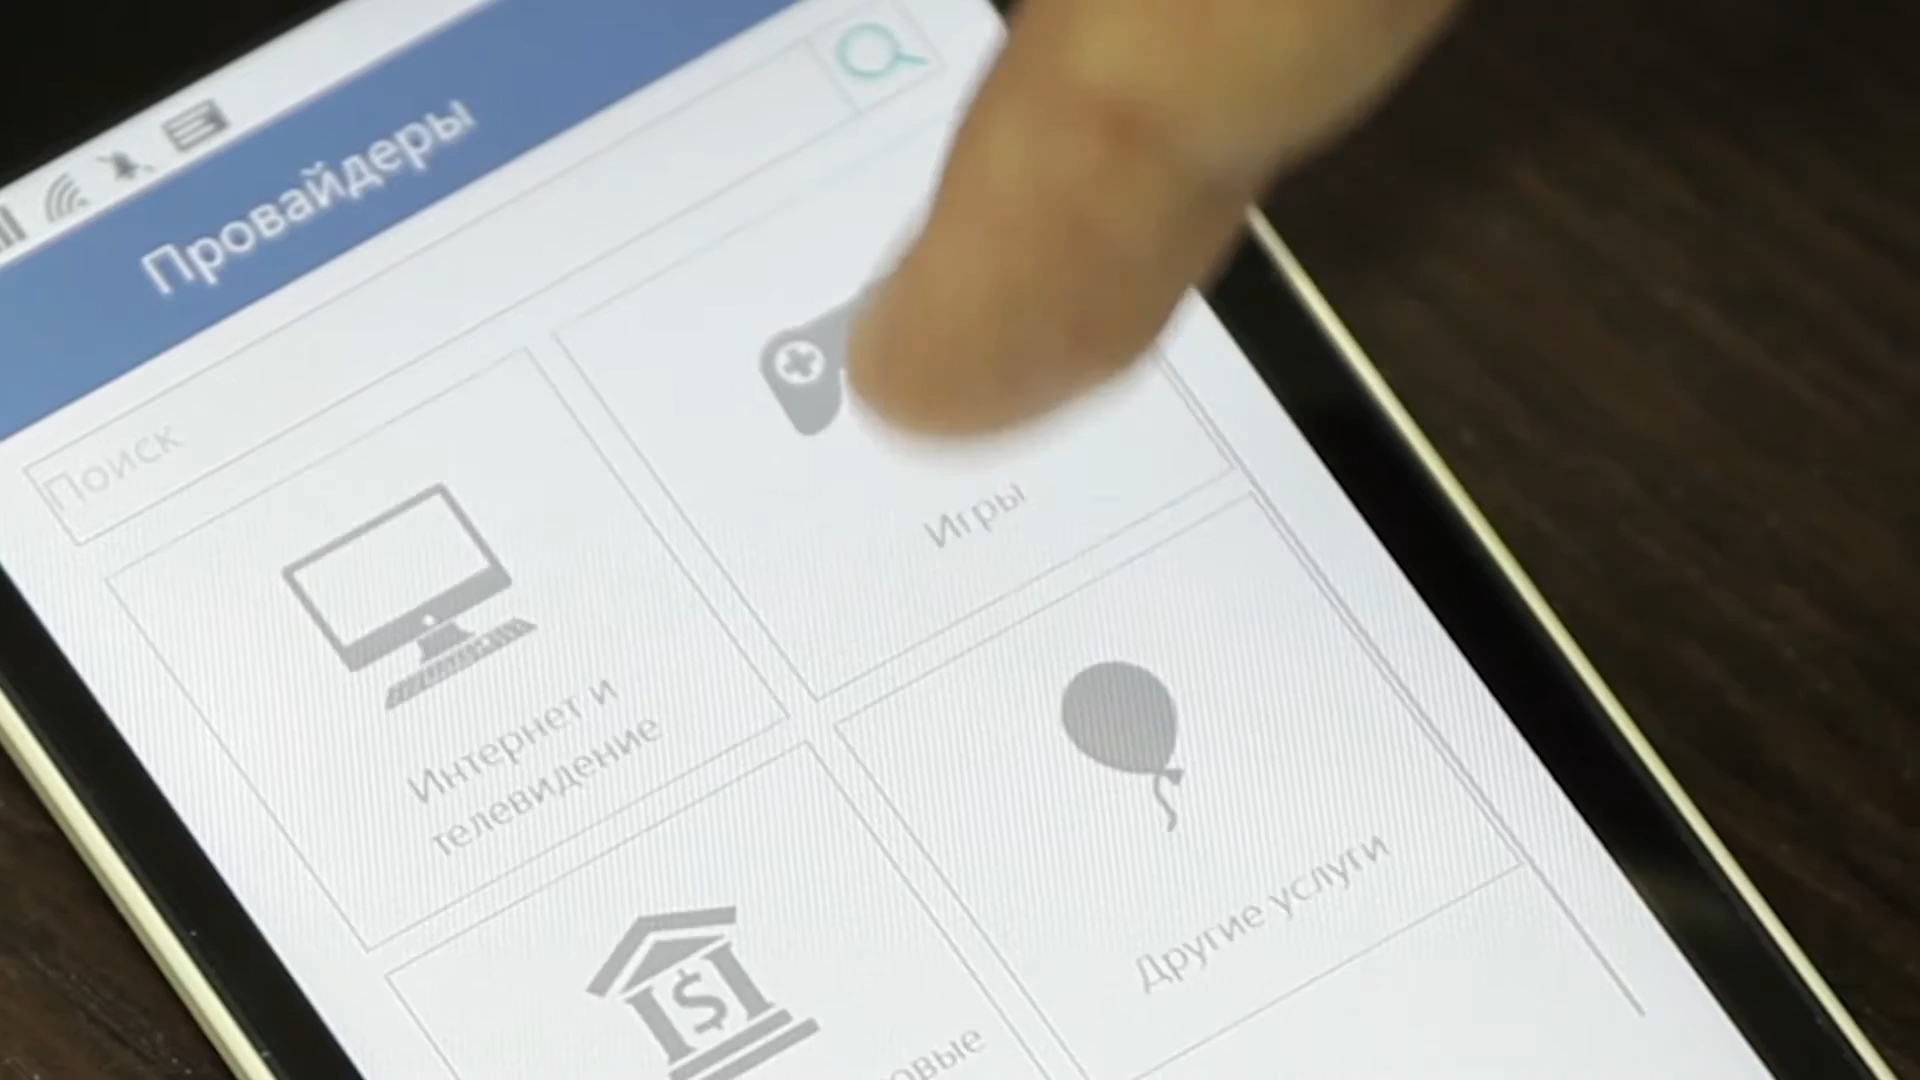 Провайдеры
Поиск
Игры
Интернет и
телевидение
Другие услуги
$